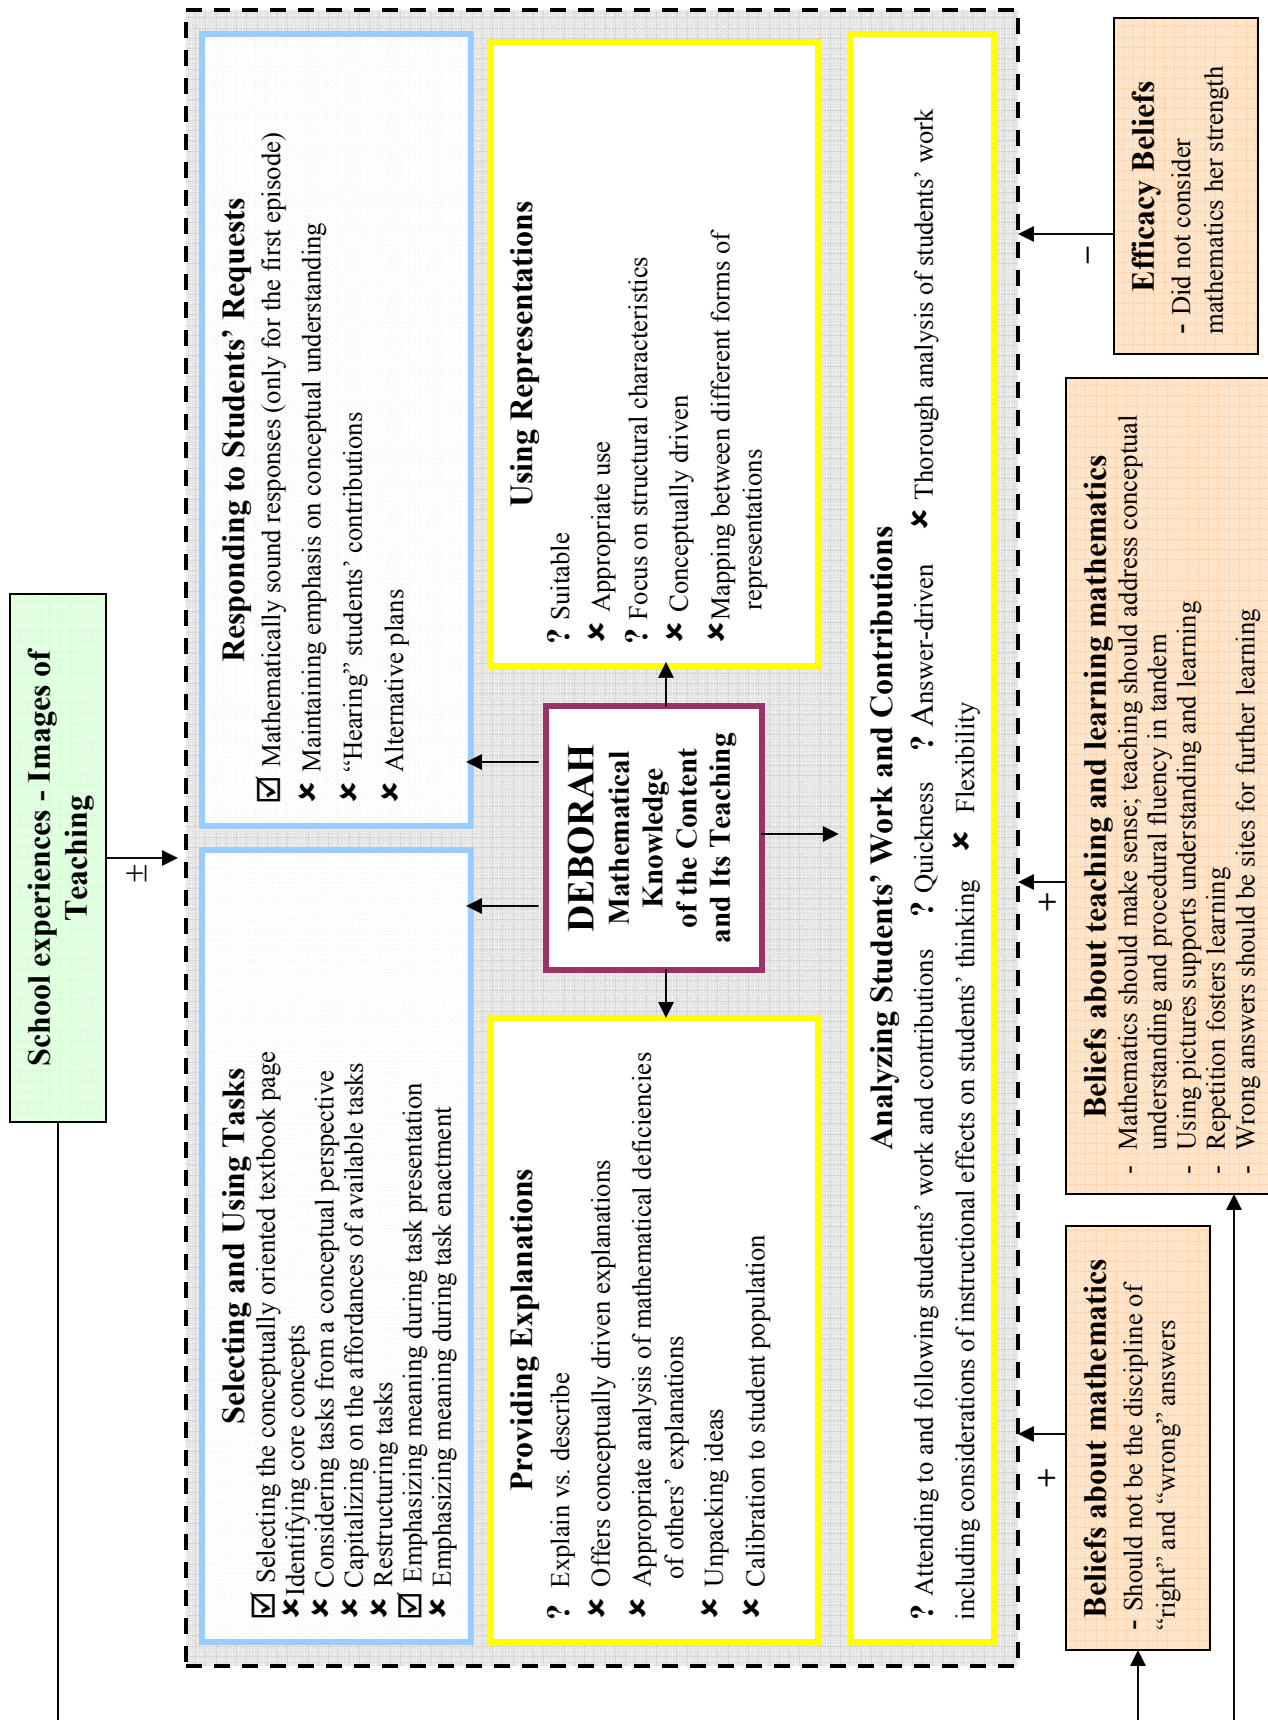 School experiences - Images of
Teaching
±
Selecting and Using Tasks
☑ Selecting the conceptually oriented textbook page
✘Identifying core concepts
✘ Considering tasks from a conceptual perspective
✘ Capitalizing on the affordances of available tasks
✘ Restructuring tasks
☑ Emphasizing meaning during task presentation
✘ Emphasizing meaning during task enactment
Responding to Students’ Requests
☑ Mathematically sound responses (only for the first episode)
✘ Maintaining emphasis on conceptual understanding
✘ “Hearing” students’ contributions
✘ Alternative plans
Providing Explanations
? Explain vs. describe
✘ Offers conceptually driven explanations
✘ Appropriate analysis of mathematical deficiencies
of others’ explanations
✘ Unpacking ideas
✘ Calibration to student population
DEBORAH
Mathematical
Knowledge
of the Content
and Its Teaching
Using Representations
? Suitable
✘ Appropriate use
? Focus on structural characteristics
✘ Conceptually driven
✘Mapping between different forms of
representations
Analyzing Students’ Work and Contributions
? Attending to and following students’ work and contributions ? Quickness ? Answer-driven ✘ Thorough analysis of students’ work
including considerations of instructional effects on students’ thinking ✘ Flexibility
+
+
−
Beliefs about mathematics
- Should not be the discipline of
“right” and “wrong” answers
Beliefs about teaching and learning mathematics
- Mathematics should make sense; teaching should address conceptual
understanding and procedural fluency in tandem
- Using pictures supports understanding and learning
- Repetition fosters learning
- Wrong answers should be sites for further learning
Efficacy Beliefs
- Did not consider
mathematics her strength